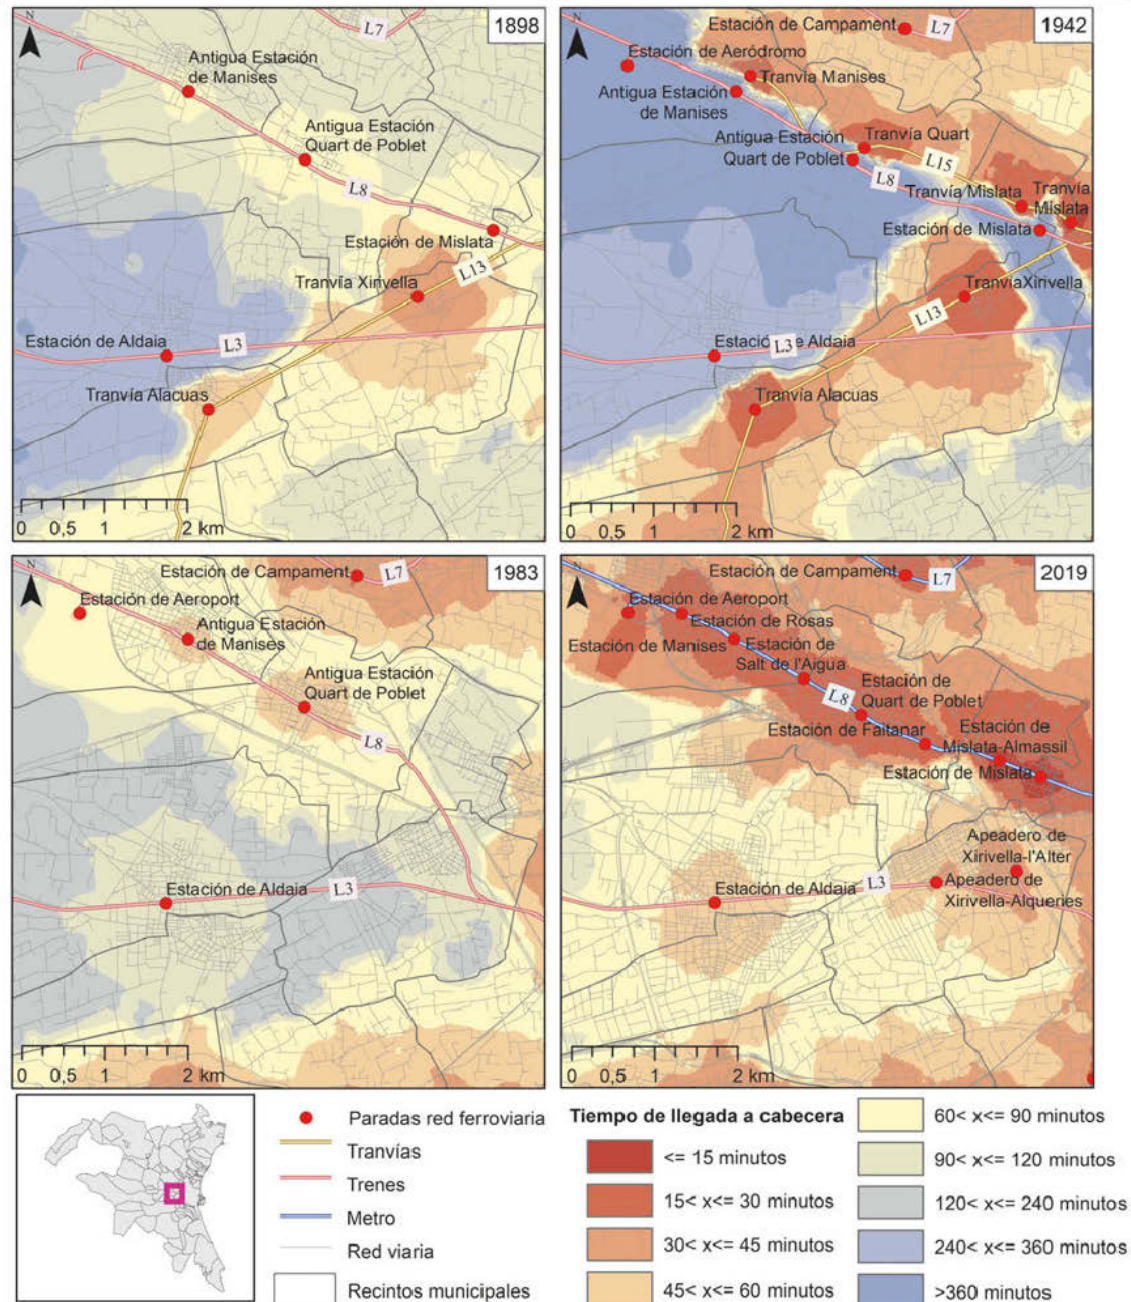 1898
L7
N
Antigua Estación
de Manises
Antigua Estación
Quart de Poblet
L8
Estación de Mislata
L13
Tranvía Xirivella
Estación de Aldaia
L3
Tranvía Alacuas
0 0,5 1 2 km
1942
Estación de Campament
L7
N
Estación de Aeródromo
Tranvía Manises
Antigua Estación
de Manises
Antigua Estación
Quart de Poblet
Tranvía Quart
L15
L8
Tranvía Mislata
Tranvía
Mislata
Estación de Mislata
TranvíaXirivella
L13
Estación de Aldaia
L3
Tranvía Alacuas
0 0,5 1 2 km
1983
Estación de Campament
L7
N
Estación de Aeroport
Antigua Estación
de Manises
Antigua Estación
Quart de Poblet
L8
Estación de Aldaia
L3
0 0,5 1 2 km
2019
Estación de Campament
L7
N
Estación de Aeroport
Estación de Rosas
Estación de Manises
Estación de
Salt de l'Aigua
L8
Estación de
Quart de Poblet
Estación de Faitanar
Estación de
Mislata-Almassil
Estación de Mislata
Apeadero de
Xirivella-l'Alter
L3
Estación de Aldaia
Apeadero de
Xirivella-Alqueries
0 0,5 1 2 km
Paradas red ferroviaria
Tranvías
Trenes
Metro
Red viaria
Recintos municipales
Tiempo de llegada a cabecera
<= 15 minutos
15< x<= 30 minutos
30< x<= 45 minutos
45< x<= 60 minutos
60< x<= 90 minutos
90< x<= 120 minutos
120< x<= 240 minutos
240< x<= 360 minutos
>360 minutos